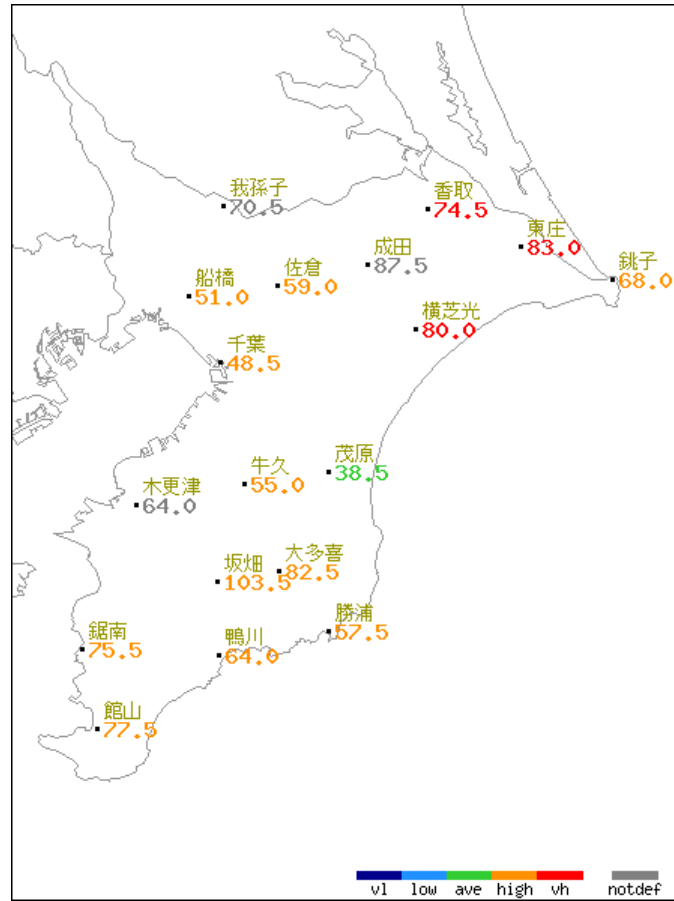 我孫子
70.5
香取
74.5
東庄
83.0
成田
87.5
銚子
68.0
佐倉
59.0
船橋
51.0
横芝光
80.0
千葉
48.5
茂原
38.5
牛久
55.0
木更津
64.0
大多喜
82.5
坂畑
103.5
勝浦
57.5
鋸南
75.5
鴨川
64.0
館山
77.5
vl low ave high vh notdef